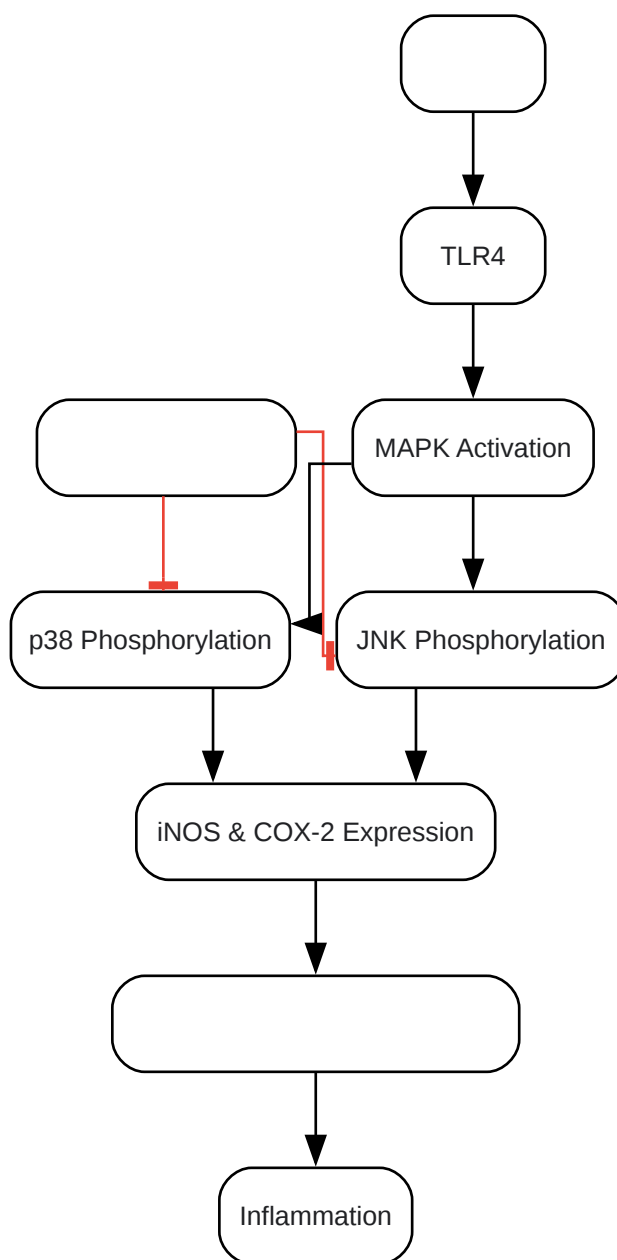 TLR4
MAPK Activation
p38 Phosphorylation
JNK Phosphorylation
iNOS & COX-2 Expression
Inflammation